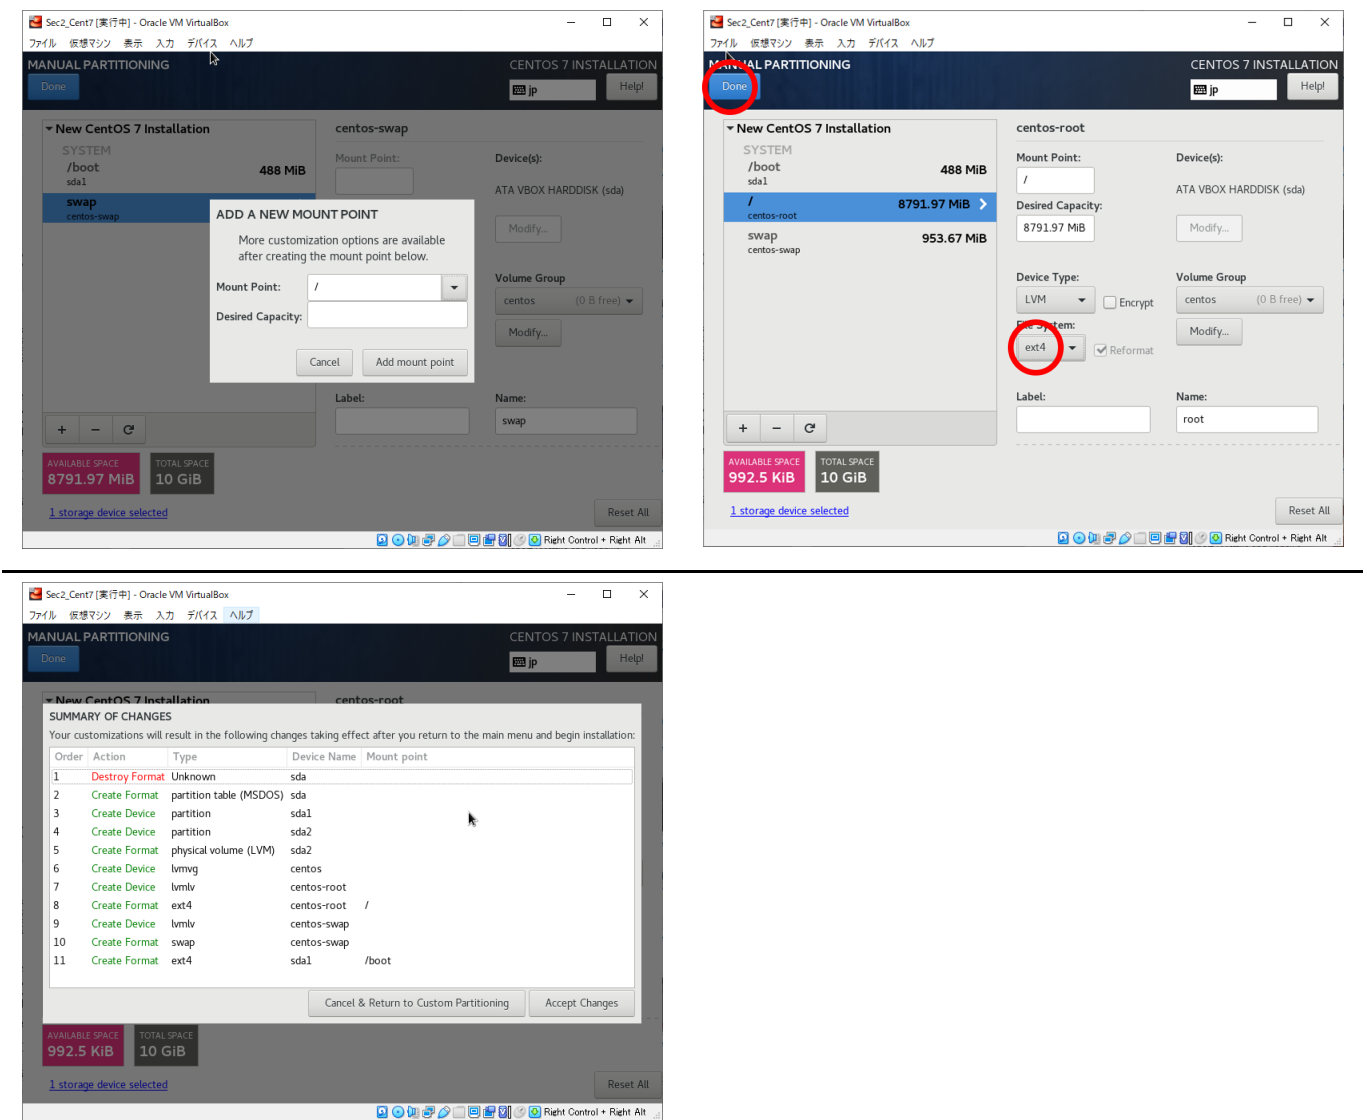 Sec2_Cent7 [実行中] - Oracle VM VirtualBox
ファイル 仮想マシン 表示 入力 デバイス ヘルプ
MANUAL PARTITIONING
CENTOS 7 INSTALLATION
Done
jp
Help!
New CentOS 7 Installation
SYSTEM
/boot
488 MiB
sda1
swap
centos-swap
centos-swap
Mount Point:
Device(s):
ATA VBOX HARDDISK (sda)
Modify...
ADD A NEW MOUNT POINT
More customization options are available
after creating the mount point below.
Mount Point: /
Desired Capacity:
Cancel
Add mount point
Volume Group
centos (0 B free)
Modify...
Label:
Name:
swap
+ −
AVAILABLE SPACE
8791.97 MiB
TOTAL SPACE
10 GiB
1 storage device selected
Reset All
Right Control + Right Alt
Sec2_Cent7 [実行中] - Oracle VM VirtualBox
ファイル 仮想マシン 表示 入力 デバイス ヘルプ
MANUAL PARTITIONING
CENTOS 7 INSTALLATION
Done
jp
Help!
New CentOS 7 Installation
SYSTEM
/boot
488 MiB
sda1
/
8791.97 MiB
centos-root
swap
953.67 MiB
centos-swap
centos-root
Mount Point:
Device(s):
/
ATA VBOX HARDDISK (sda)
Desired Capacity:
8791.97 MiB
Modify...
Device Type:
Volume Group
LVM
Encrypt
centos (0 B free)
File System:
Modify...
ext4
Reformat
Label:
Name:
root
+ −
AVAILABLE SPACE
992.5 KiB
TOTAL SPACE
10 GiB
1 storage device selected
Reset All
Right Control + Right Alt
Sec2_Cent7 [実行中] - Oracle VM VirtualBox
ファイル 仮想マシン 表示 入力 デバイス ヘルプ
MANUAL PARTITIONING
CENTOS 7 INSTALLATION
Done
jp
Help!
New CentOS 7 Installation
centos-root
SUMMARY OF CHANGES
Your customizations will result in the following changes taking effect after you return to the main menu and begin installation:
Order Action Type Device Name Mount point
1 Destroy Format Unknown sda
2 Create Format partition table (MSDOS) sda
3 Create Device partition sda1
4 Create Device partition sda2
5 Create Format physical volume (LVM) sda2
6 Create Device lvmvg centos
7 Create Device lvmlv centos-root
8 Create Format ext4 centos-root /
9 Create Device lvmlv centos-swap
10 Create Format swap centos-swap
11 Create Format ext4 sda1 /boot
Cancel & Return to Custom Partitioning
Accept Changes
AVAILABLE SPACE
992.5 KiB
TOTAL SPACE
10 GiB
1 storage device selected
Reset All
Right Control + Right Alt